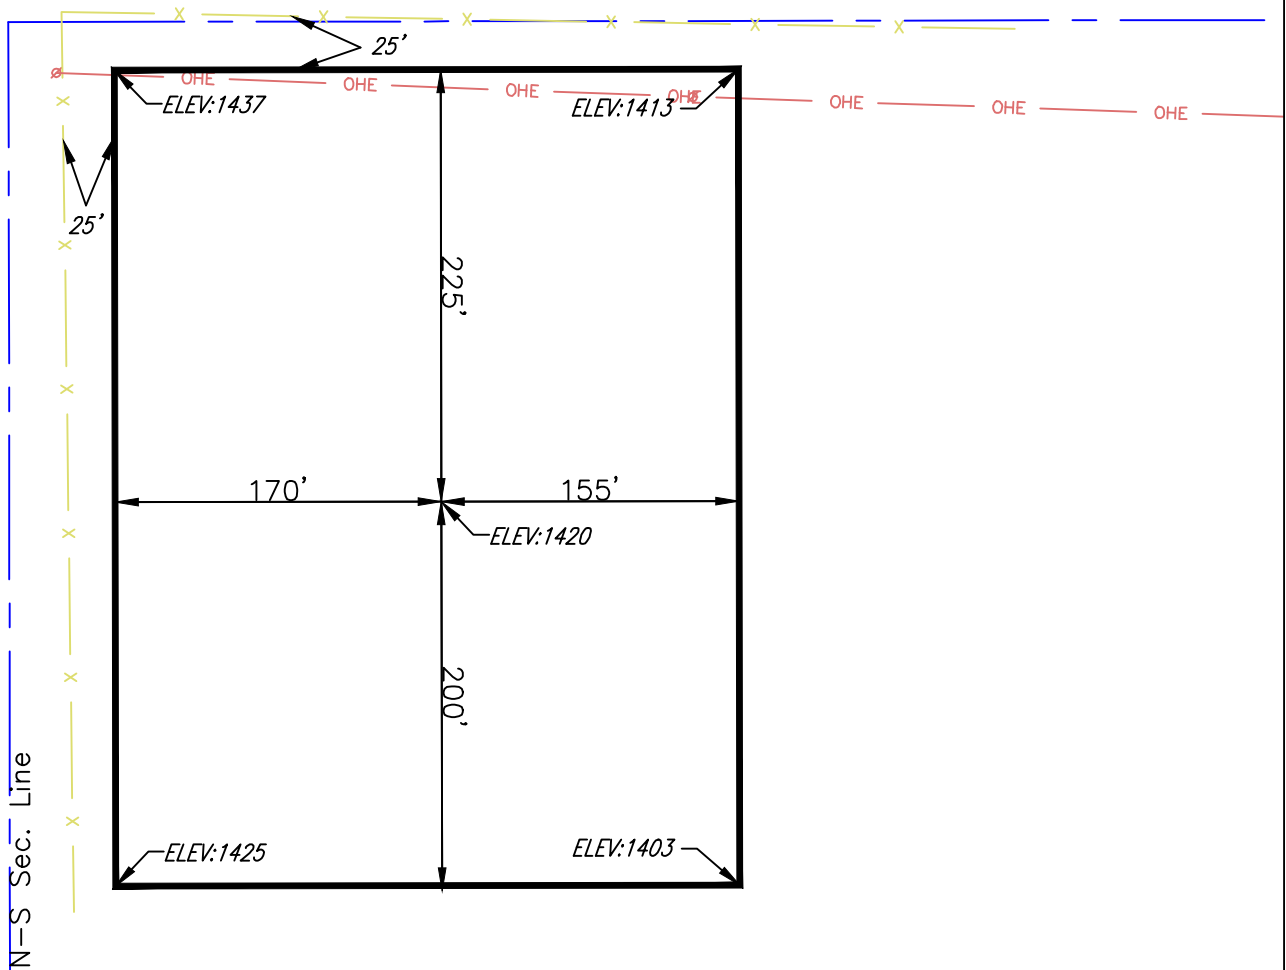 25'
OHE
OHE
OHE
OHE
OHE
OHE
OHE
ELEV:1437
ELEV:1413
25'
225'
170'
155'
ELEV:1420
200'
ELEV:1425
ELEV:1403
N-S Sec. Line